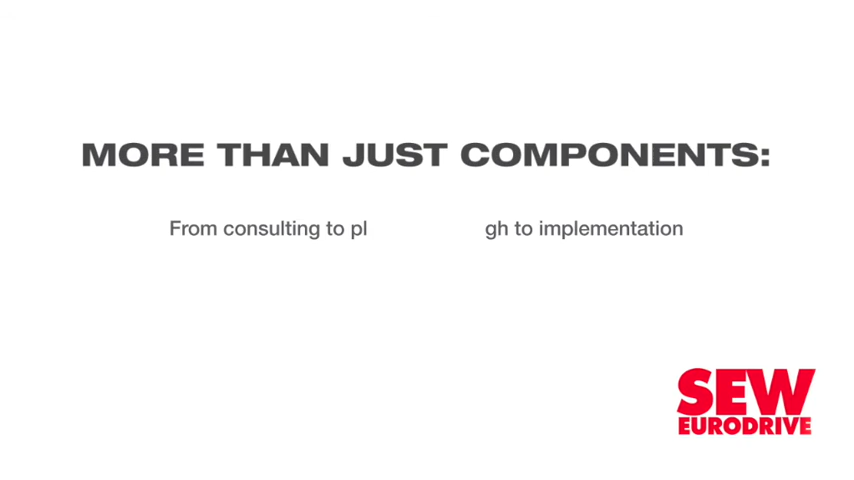 MORE THAN JUST COMPONENTS:
From consulting to pl gh to implementation
SEW
EURODRIVE